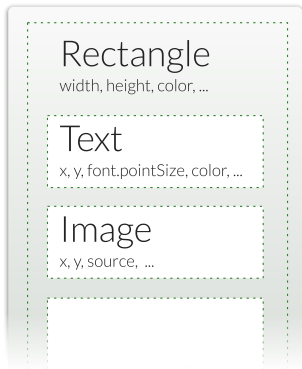 Rectangle
width, height, color, ...
Text
x, y, font.pointSize, color, ...
Image
x, y, source,  ...